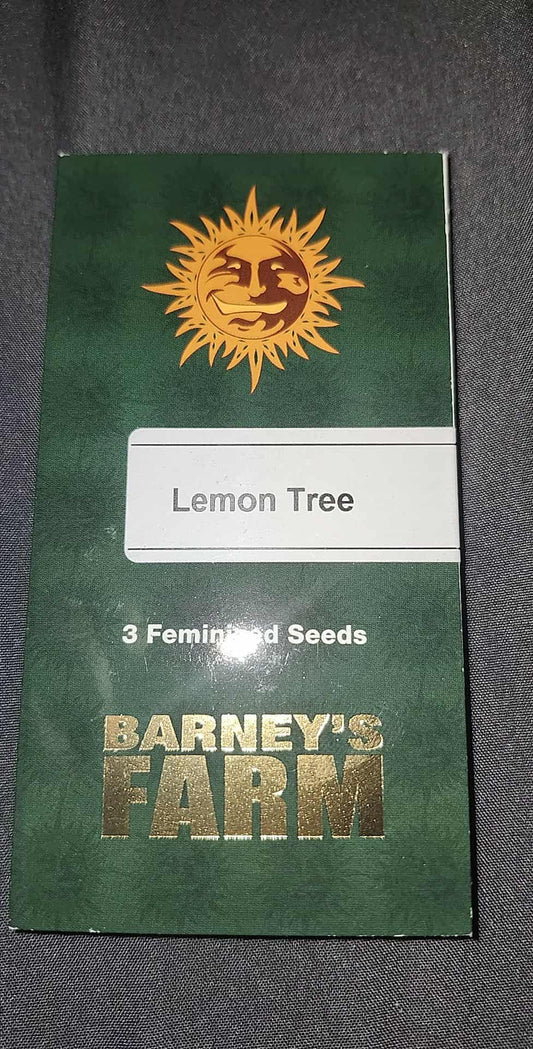 Lemon Tree
3 Feminized Seeds
BARNEY'S
FARM